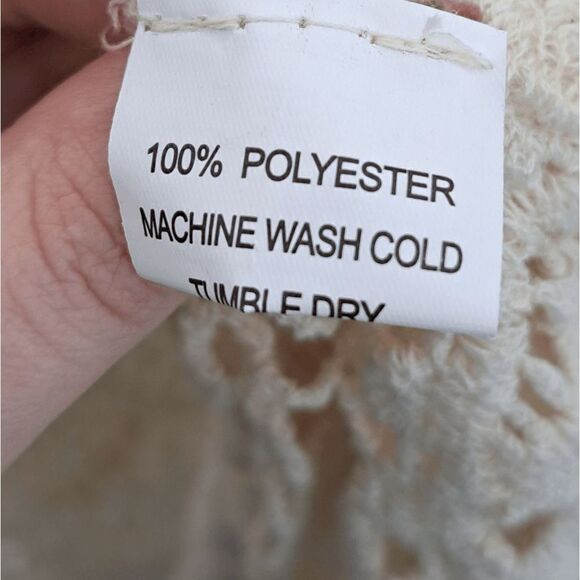 100% POLYESTER
MACHINE WASH COLD
TUMBLE DRY